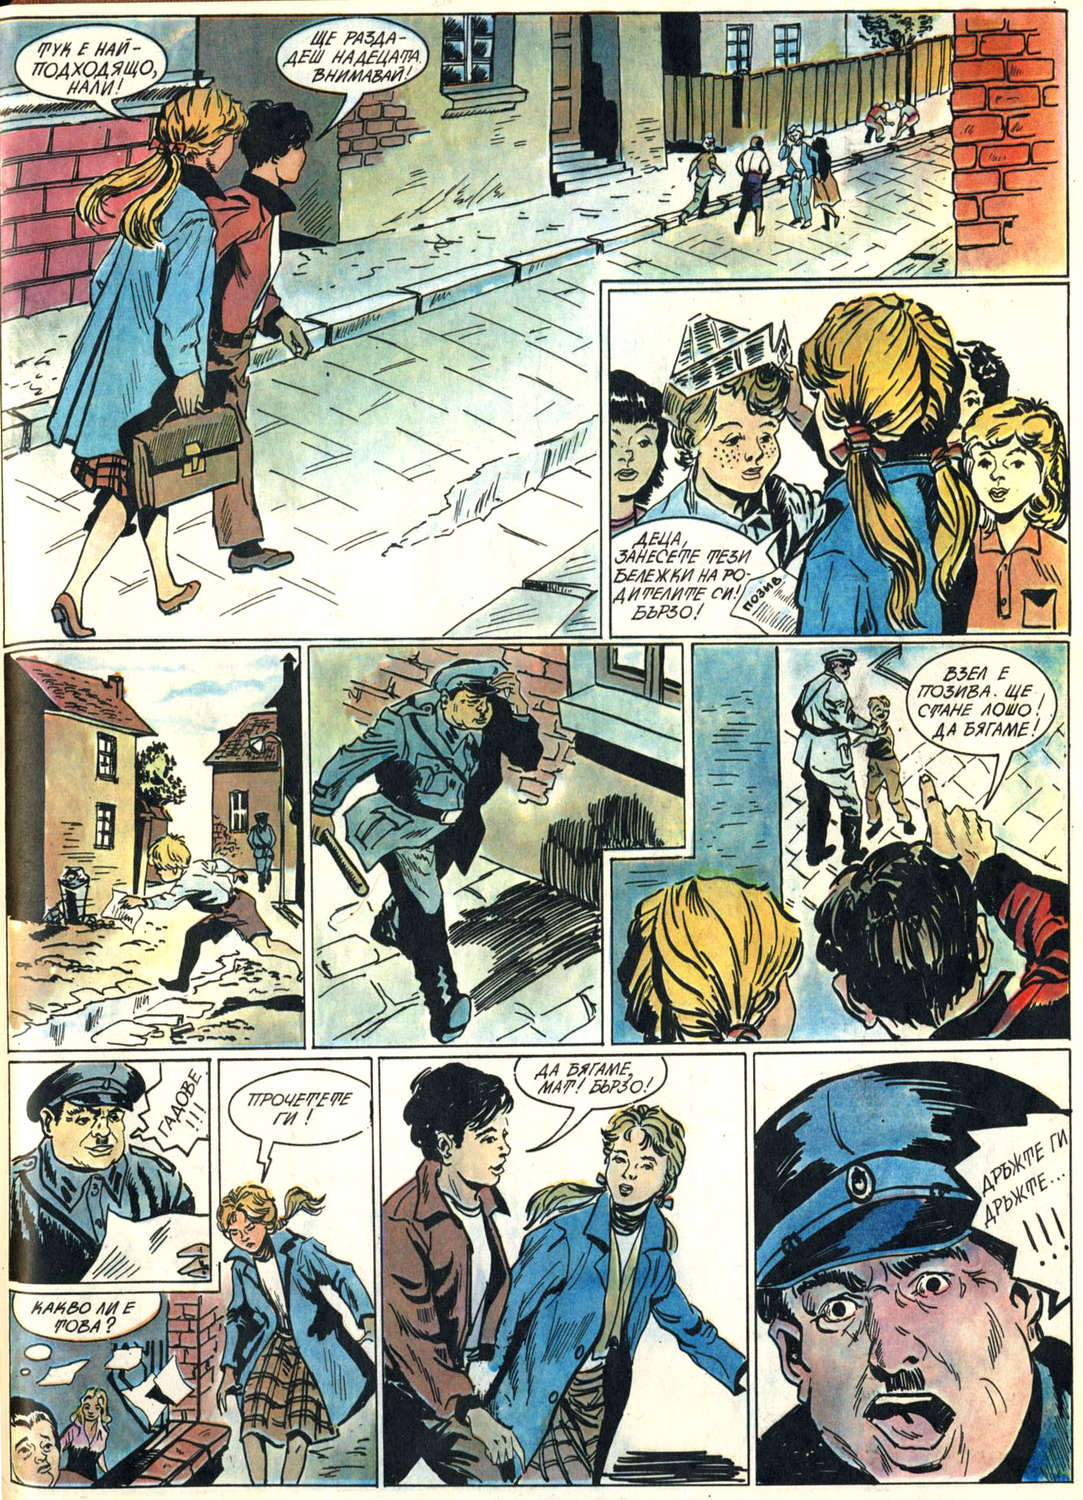 ТУК Е НАЙ-
ПОДХОДЯЩО,
НАЛИ!
ЩЕ РАЗДА-
ДЕШ НА ДЕЦАТА.
ВНИМАВАЙ!
ДЕЦА,
ЗАНЕСЕТЕ ТЕЗИ
БЕЛЕЖКИ НА РО-
ДИТЕЛИТЕ СИ!
БЪРЗО!
ПОЗИВ
ВЗЕЛ Е
ПОЗИВА. ЩЕ
СТАНЕ ЛОШО!
ДА БЯГАМЕ!
ГАДОВЕ
!!!
ПРОЧЕТЕТЕ
ГИ!
КАКВО ЛИ Е
ТОВА?
ДА БЯГАМЕ,
МАТ! БЪРЗО!
ДРЪЖТЕ ГИ
ДРЪЖТЕ...
!!!